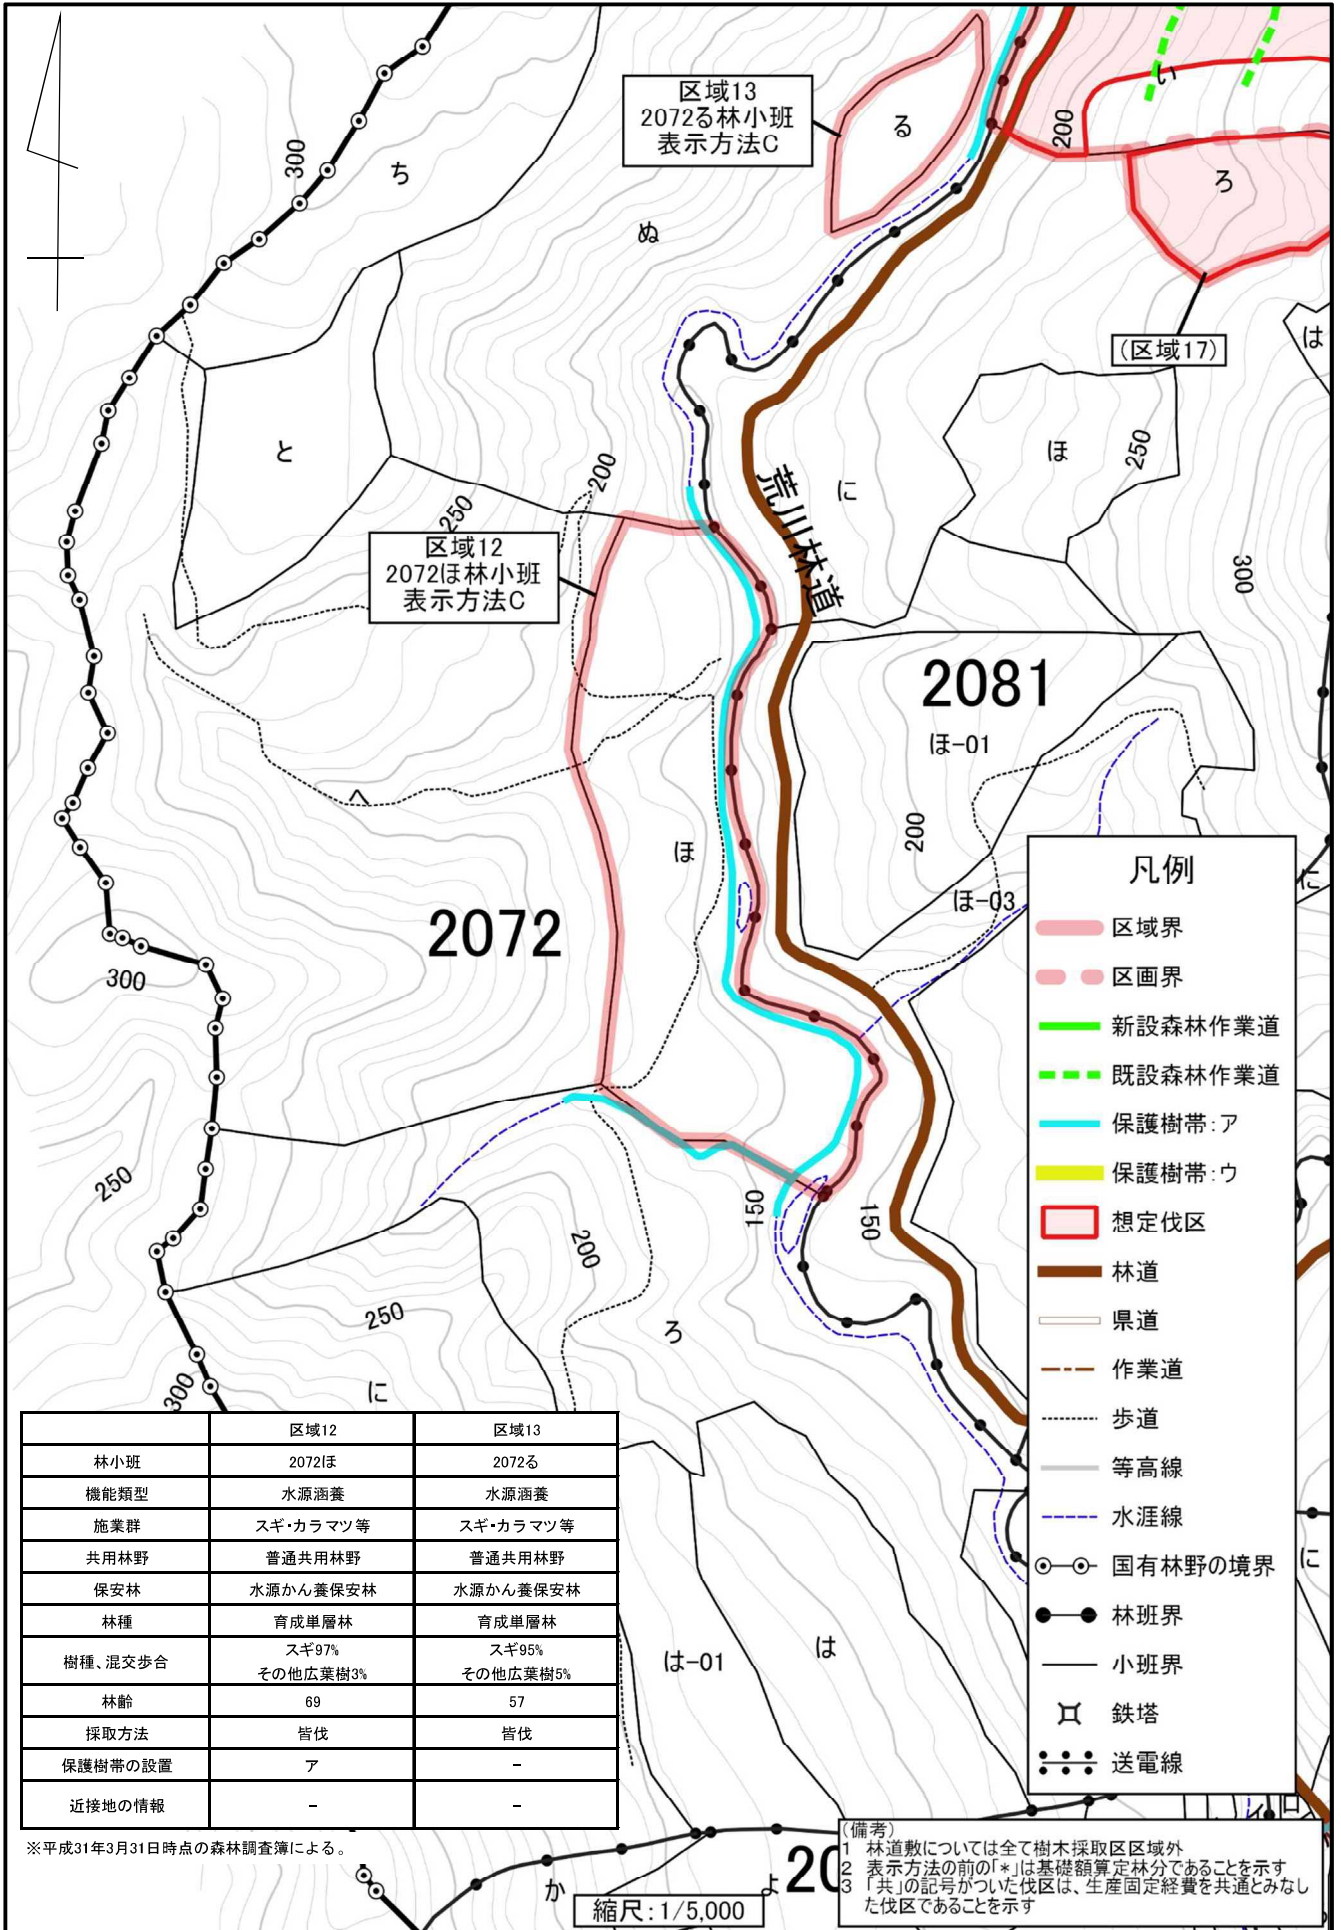 区域13
2072る林小班
表示方法C
い
200
る
ろ
300
ち
ぬ
(区域17)
は
と
ほ
250
に
200
250
荒川林道
区域12
2072ほ林小班
表示方法C
300
2081
ほ-01
へ
200
ほ
ほ-03
に
2072
300
250
150
150
200
250
ろ
300
に
凡例
区域界
区画界
新設森林作業道
既設森林作業道
保護樹帯:ア
保護樹帯:ウ
想定伐区
林道
県道
作業道
歩道
等高線
水涯線
国有林野の境界
林班界
小班界
鉄塔
送電線
に
区域12 区域13
林小班 2072ほ 2072る
機能類型 水源涵養 水源涵養
施業群 スギ・カラマツ等 スギ・カラマツ等
共用林野 普通共用林野 普通共用林野
保安林 水源かん養保安林 水源かん養保安林
林種 育成単層林 育成単層林
樹種、混交歩合 スギ97% スギ95%
その他広葉樹3% その他広葉樹5%
林齢 69 57
採取方法 皆伐 皆伐
保護樹帯の設置 ア -
近接地の情報 - -
※平成31年3月31日時点の森林調査簿による。
は-01
は
イ
ロ
か
よ
20
縮尺:1/5,000
(備考)
1 林道敷については全て樹木採取区区域外
2 表示方法の前の「*」は基礎額算定林分であることを示す
3 「共」の記号がついた伐区は、生産固定経費を共通とみなし
た伐区であることを示す